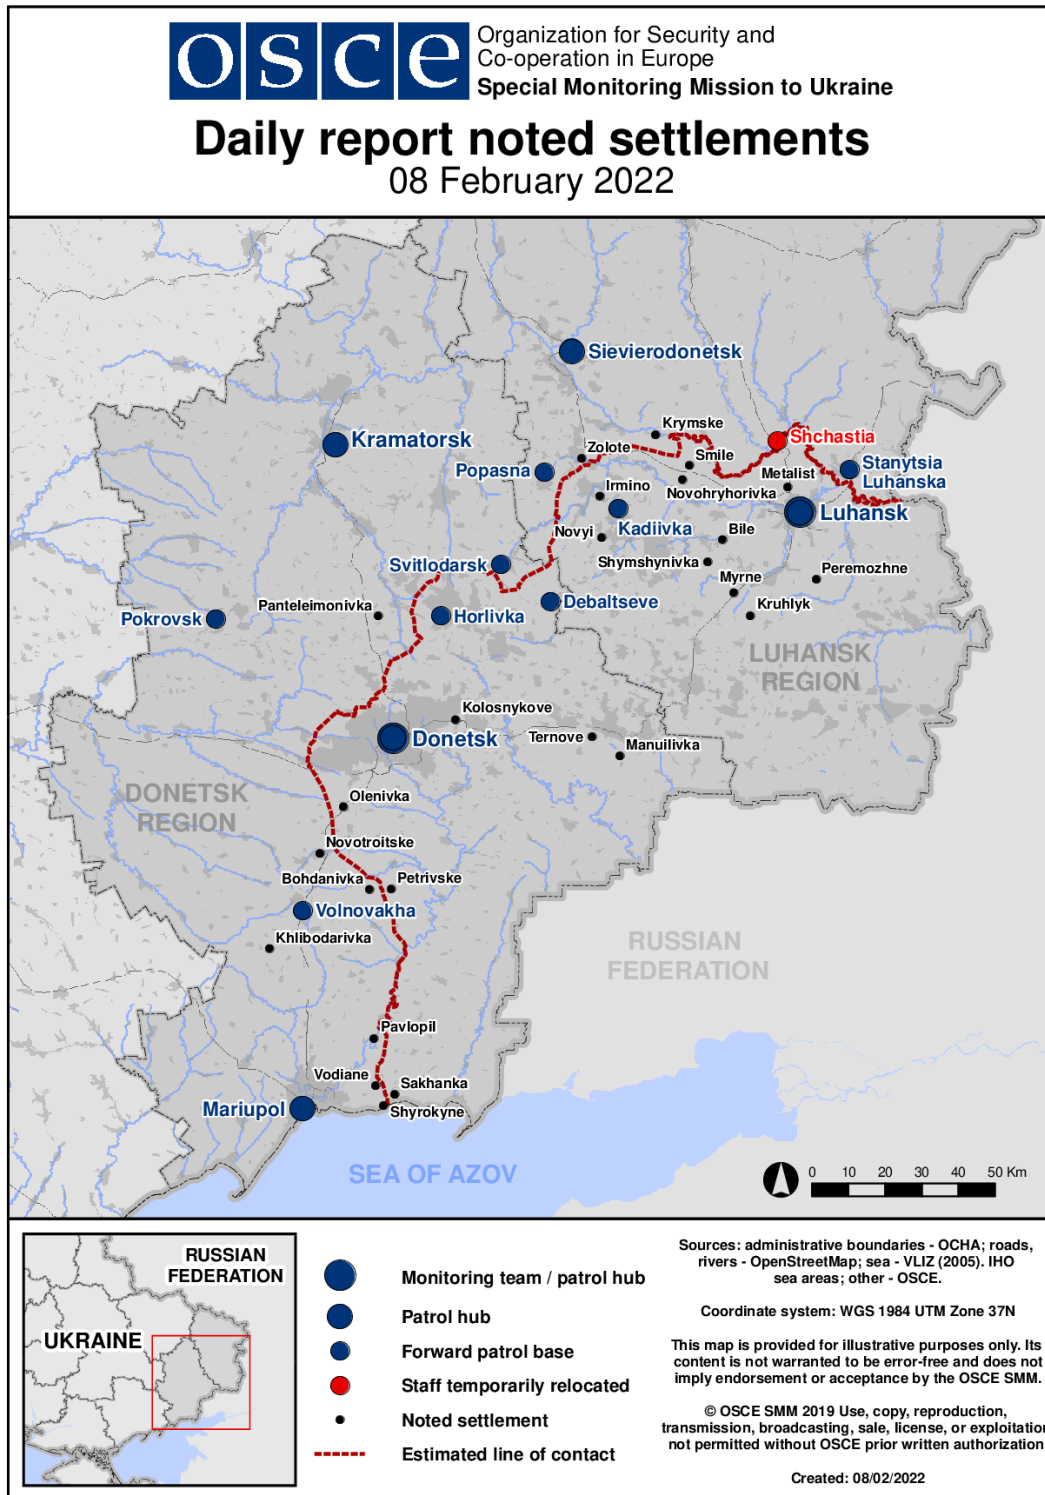 osce
Organization for Security and
Co-operation in Europe
Special Monitoring Mission to Ukraine
Daily report noted settlements
08 February 2022
Sievierodonetsk
Krymske
Shchastia
Kramatorsk
Zolote
Smile
Stanytsia
Luhanska
Popasna
Metalist
Irmino
Novohryhorivka
Kadiivka
Luhansk
Novyi
Bile
Svitlodarsk
Shymshynivka
Peremozhne
Myrne
Debaltseve
Panteleimonivka
Kruhlyk
Pokrovsk
Horlivka
LUHANSK
REGION
Kolosnykove
Donetsk
Ternove
Manuilivka
DONETSK
REGION
Olenivka
Novotroitske
Bohdanivka
Petrivske
Volnovakha
Khlibodarivka
RUSSIAN
FEDERATION
Pavlopil
Vodiane
Sakhanka
Mariupol
Shyrokyne
SEA OF AZOV
0 10 20 30 40 50 Km
RUSSIAN
FEDERATION
UKRAINE
Monitoring team / patrol hub
Patrol hub
Forward patrol base
Staff temporarily relocated
Noted settlement
Estimated line of contact
Sources: administrative boundaries - OCHA; roads,
rivers - OpenStreetMap; sea - VLIZ (2005). IHO
sea areas; other - OSCE.
Coordinate system: WGS 1984 UTM Zone 37N
This map is provided for illustrative purposes only. Its
content is not warranted to be error-free and does not
imply endorsement or acceptance by the OSCE SMM.
© OSCE SMM 2019 Use, copy, reproduction,
transmission, broadcasting, sale, license, or exploitation
not permitted without OSCE prior written authorization
Created: 08/02/2022